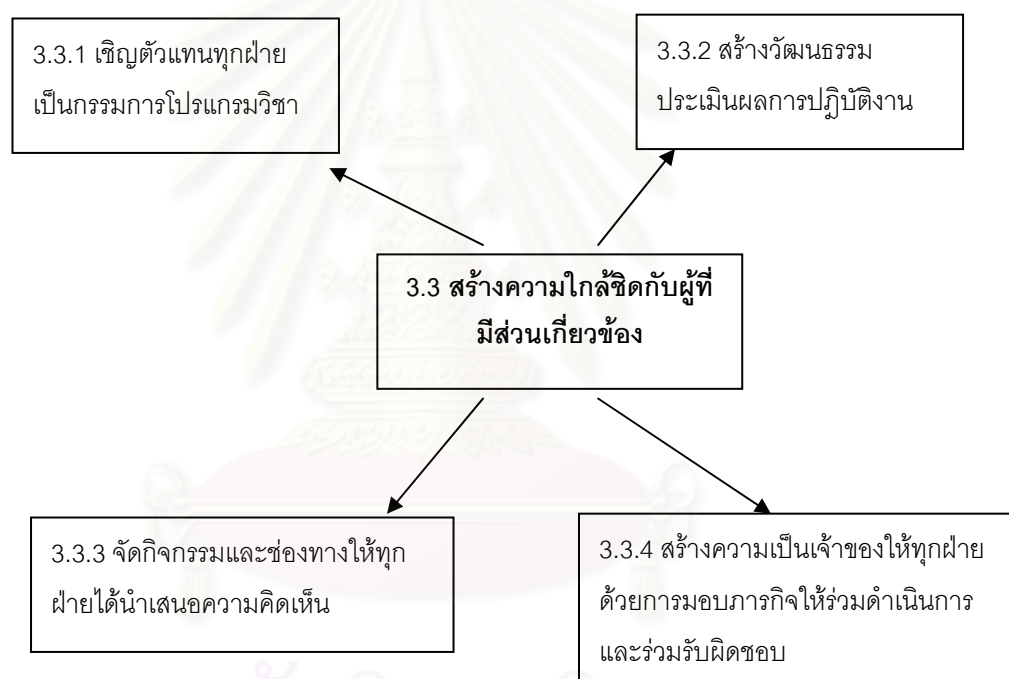 3.3.1 เชิญตัวแทนทุกฝ่าย
เป็นกรรมการโปรแกรมวิชา
3.3.2 สร้างวัฒนธรรม
ประเมินผลการปฏิบัติงาน
3.3 สร้างความใกล้ชิดกับผู้ที่
มีส่วนเกี่ยวข้อง
3.3.3 จัดกิจกรรมและช่องทางให้ทุก
ฝ่ายได้นำเสนอความคิดเห็น
3.3.4 สร้างความเป็นเจ้าของให้ทุกฝ่าย
ด้วยการมอบภารกิจให้ร่วมดำเนินการ
และร่วมรับผิดชอบ